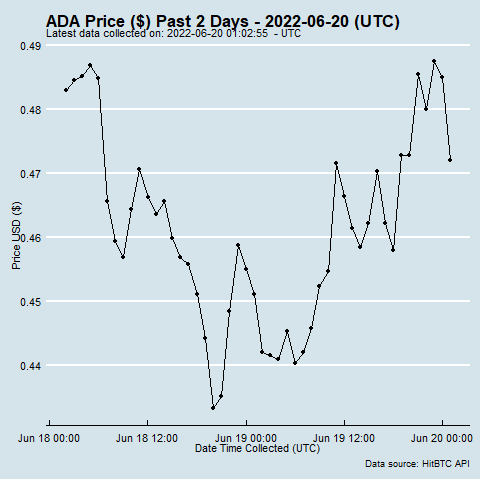 ADA Price ($) Past 2 Days - 2022-06-20 (UTC)
Latest data collected on: 2022-06-20 01:02:55 - UTC
0.49
0.48
0.47
0.46
0.45
0.44
Price USD ($)
Jun 18 00:00 Jun 18 12:00 Jun 19 00:00 Jun 19 12:00 Jun 20 00:00
Date Time Collected (UTC)
Data source: HitBTC API